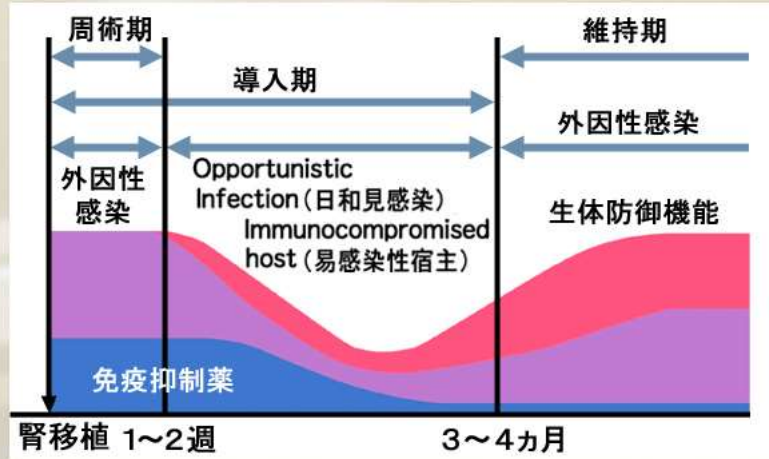 周術期
維持期
導入期
外因性
感染
Opportunistic
Infection(日和見感染)
Immunocompromised
host(易感染性宿主)
外因性感染
生体防御機能
免疫抑制薬
腎移植
1〜2週
3〜4ヵ月